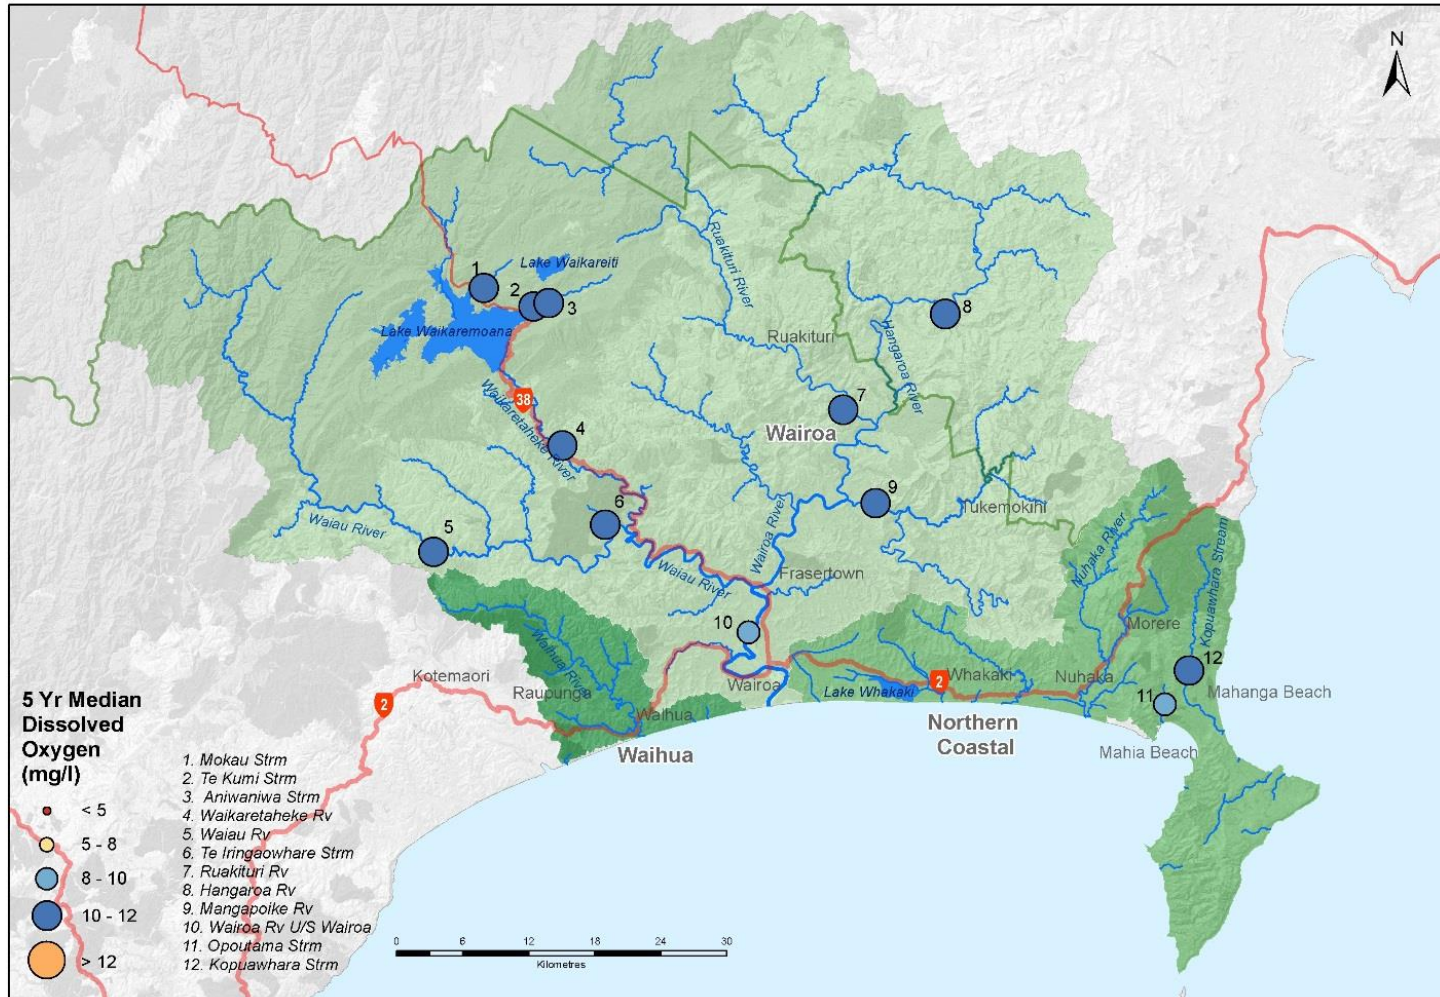 N
1
Lake Waikareiti
2
3
Lake Waikaremoana
Ruakituri River
8
Ruakituri
Hangaroa River
38
Waikaretaheke River
7
Wairoa
4
9
6
Tukemokihi
Waiau River
5
Wairoa River
Nuhaka River
Kopuawhara Stream
Waiau River
Frasertown
10
Morere
Waihua River
12
Kotemaori
Raupunga
Wairoa
Lake Whakaki
2
Whakaki
Nuhaka
Mahanga Beach
11
2
Waihua
Waihua
Northern
Coastal
Mahia Beach
5 Yr Median
Dissolved
Oxygen
(mg/l)
< 5
5 - 8
8 - 10
10 - 12
> 12
1. Mokau Strm
2. Te Kumi Strm
3. Aniwaniwa Strm
4. Waikaretaheke Rv
5. Waiau Rv
6. Te Iringaowhare Strm
7. Ruakituri Rv
8. Hangaroa Rv
9. Mangapoike Rv
10. Wairoa Rv U/S Wairoa
11. Opoutama Strm
12. Kopuawhara Strm
0 6 12 18 24 30
Kilometres